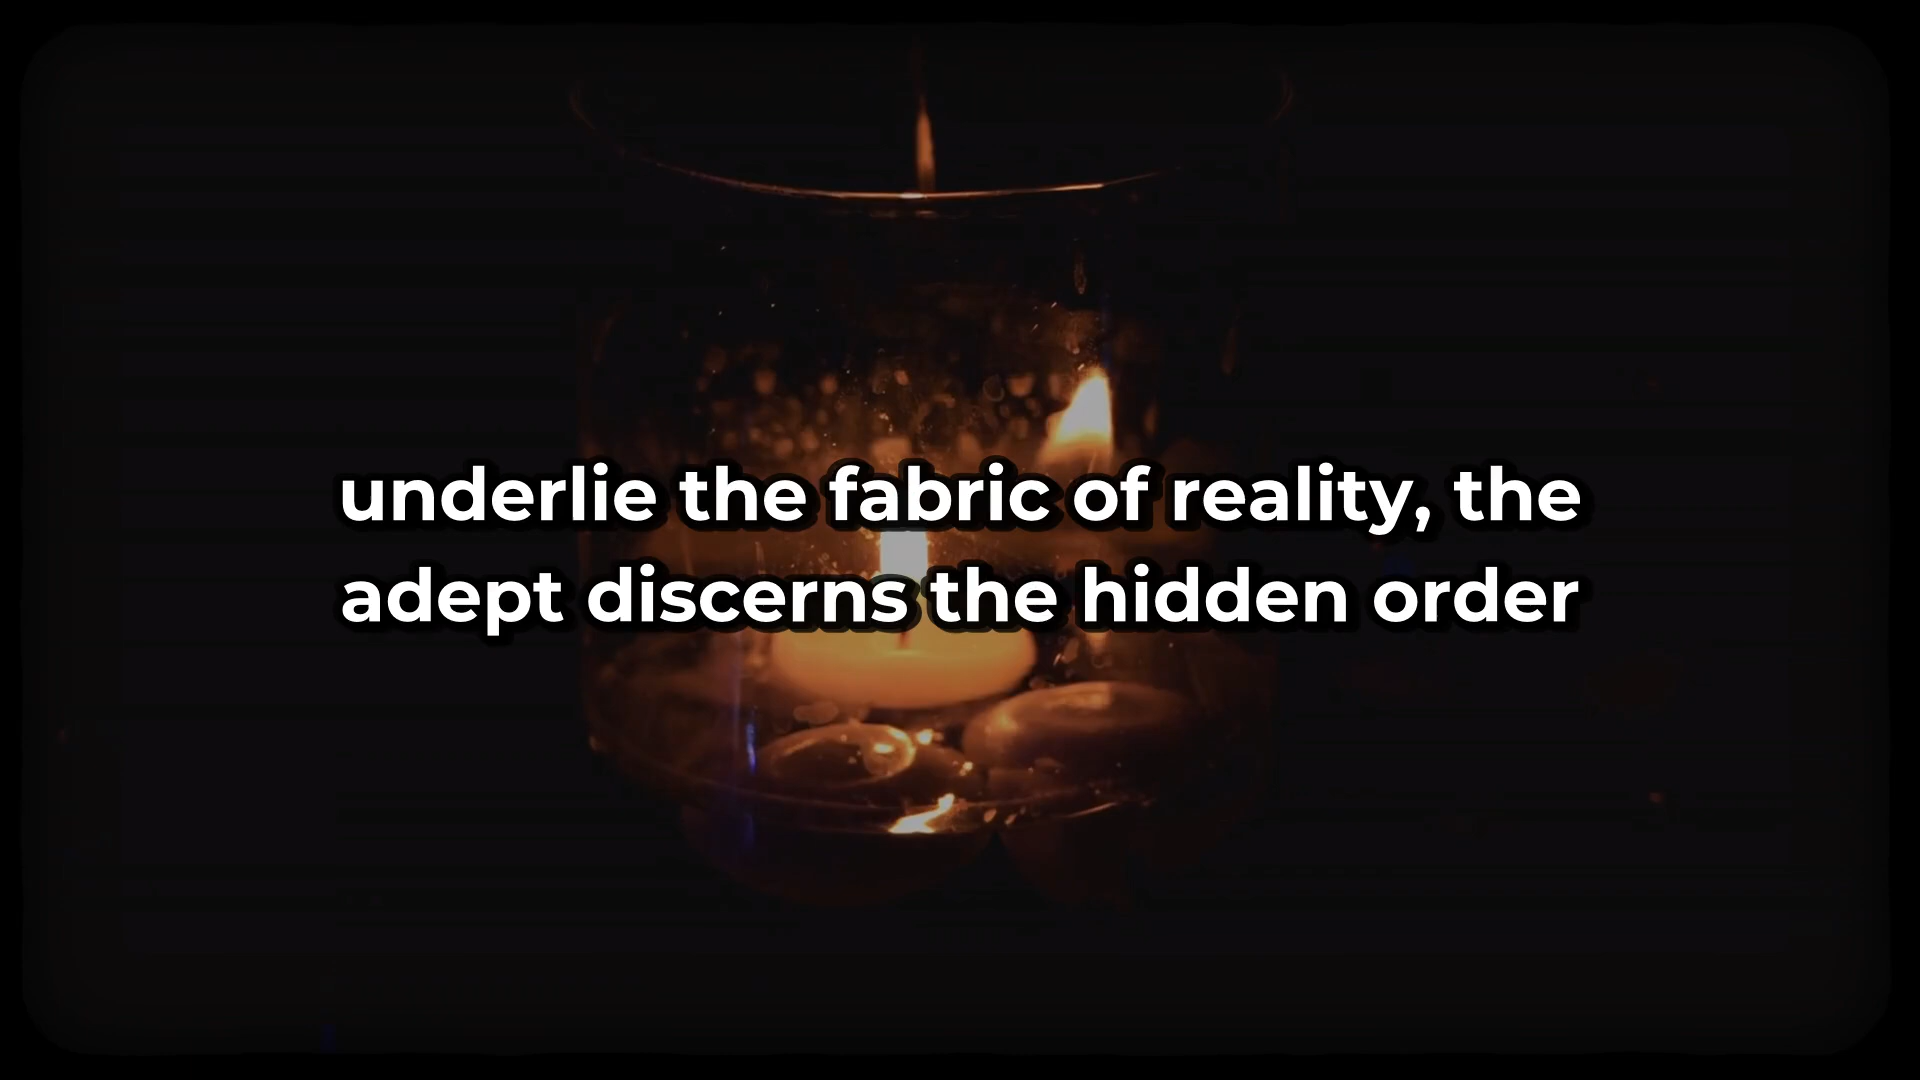 underlie the fabric of reality, the
adept discerns the hidden order